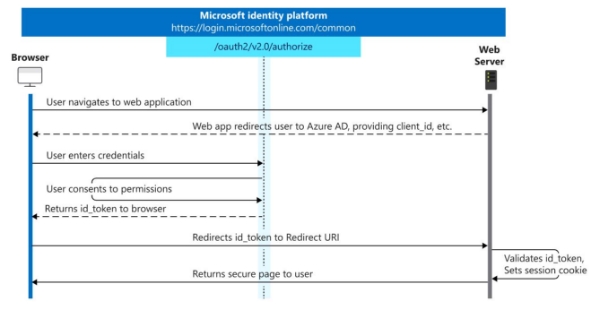 Microsoft identity platform
https://login.microsoftonline.com/common
/oauth2/v2.0/authorize
Browser
Web
Server
User navigates to web application
Web app redirects user to Azure AD, providing client_id, etc.
User enters credentials
User consents to permissions
Returns id_token to browser
Redirects id_token to Redirect URI
Validates id_token,
Sets session cookie
Returns secure page to user